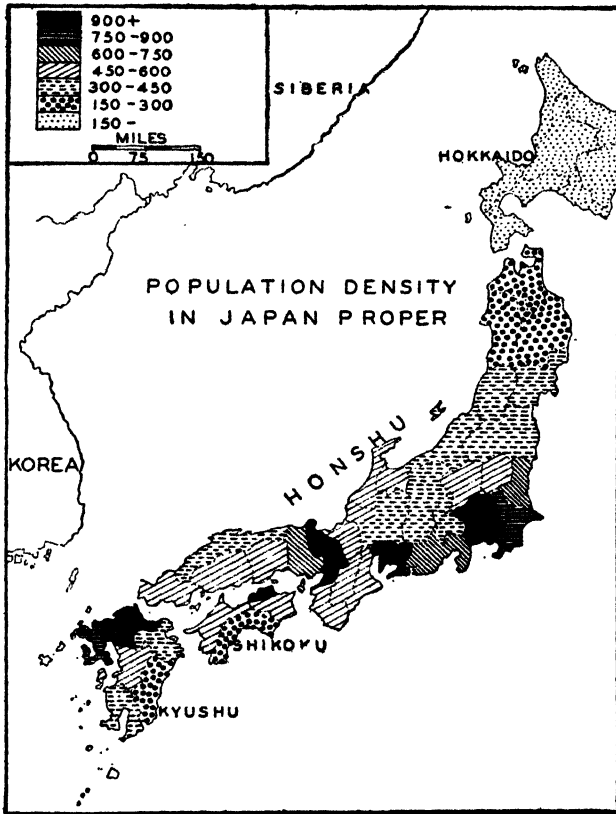 900+
750-900
600-750
450-600
300-450
150-300
150-
MILES
0 75 150
SIBERIA
HOKKAIDO
POPULATION DENSITY
IN JAPAN PROPER
HONSHU
KOREA
SHIKOKU
KYUSHU